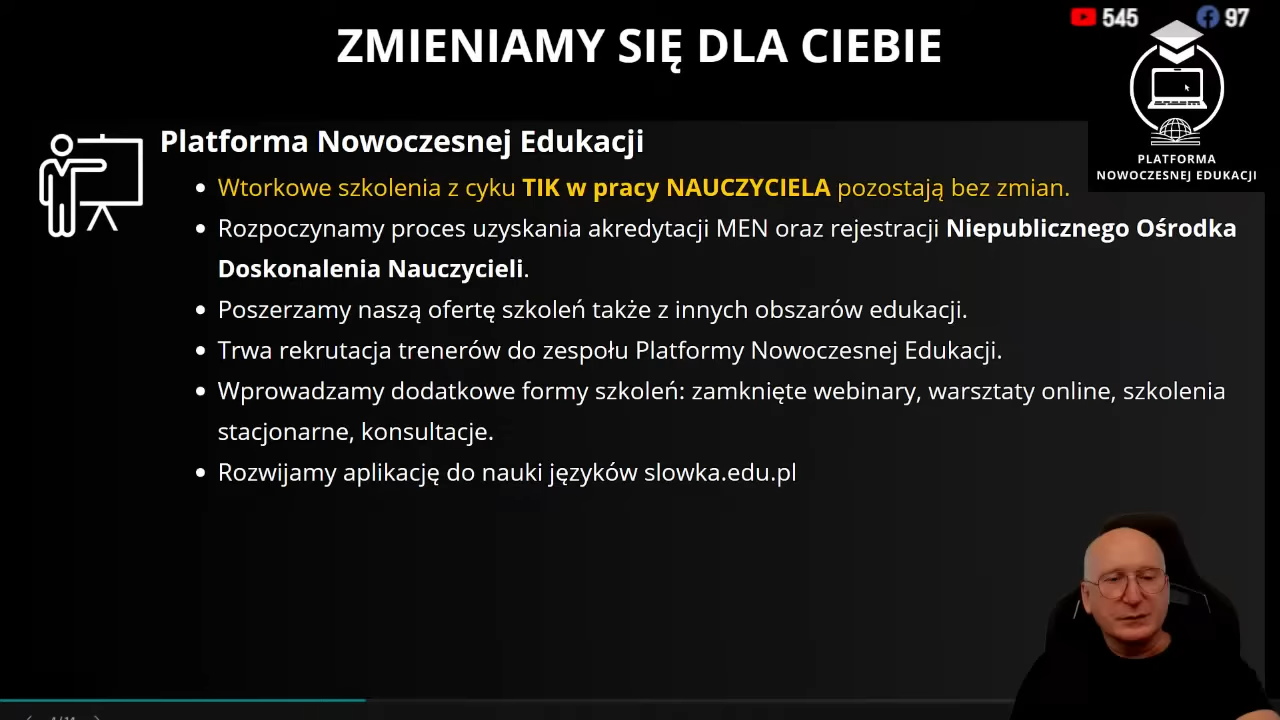 545 97
ZMIENIAMY SIĘ DLA CIEBIE
PLATFORMA
NOWOCZESNEJ EDUKACJI
Platforma Nowoczesnej Edukacji
Wtorkowe szkolenia z cyku TIK w pracy NAUCZYCIELA pozostają bez zmian.
Rozpoczynamy proces uzyskania akredytacji MEN oraz rejestracji Niepublicznego Ośrodka
Doskonalenia Nauczycieli.
Poszerzamy naszą ofertę szkoleń także z innych obszarów edukacji.
Trwa rekrutacja trenerów do zespołu Platformy Nowoczesnej Edukacji.
Wprowadzamy dodatkowe formy szkoleń: zamknięte webinary, warsztaty online, szkolenia
stacjonarne, konsultacje.
Rozwijamy aplikację do nauki języków slowka.edu.pl